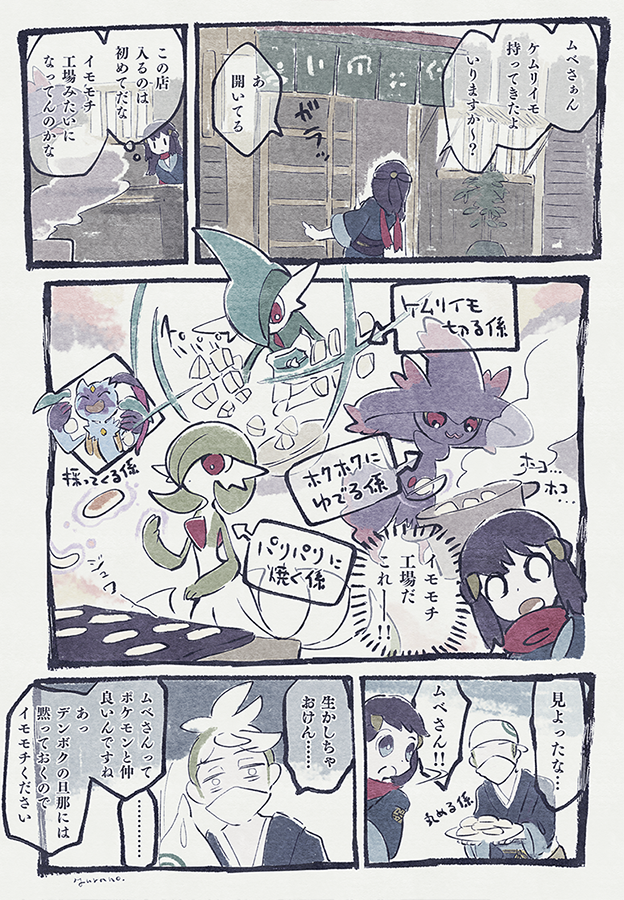 ムベさぁん
ケムリイモ
持ってきたよ
いりますか〜？
あ
開いてる
ガラッ
この店
入るのは
初めてだな
イモモチ
工場みたいに
なってんのかな
ケムリイモ
切る係
採ってくる係
ホクホクに
ゆでる係
ホコ…
ホコ…
パリパリに
焼く係
ジュワ
イモモチ
工場だ
これ──!!
見よったな…
ムベさん!!
丸める係
生かしちゃ
おけん……
ムベさんって
ポケモンと仲
良いんですね
…………
あっ
デンボクの旦那には
黙っておくので
イモモチください